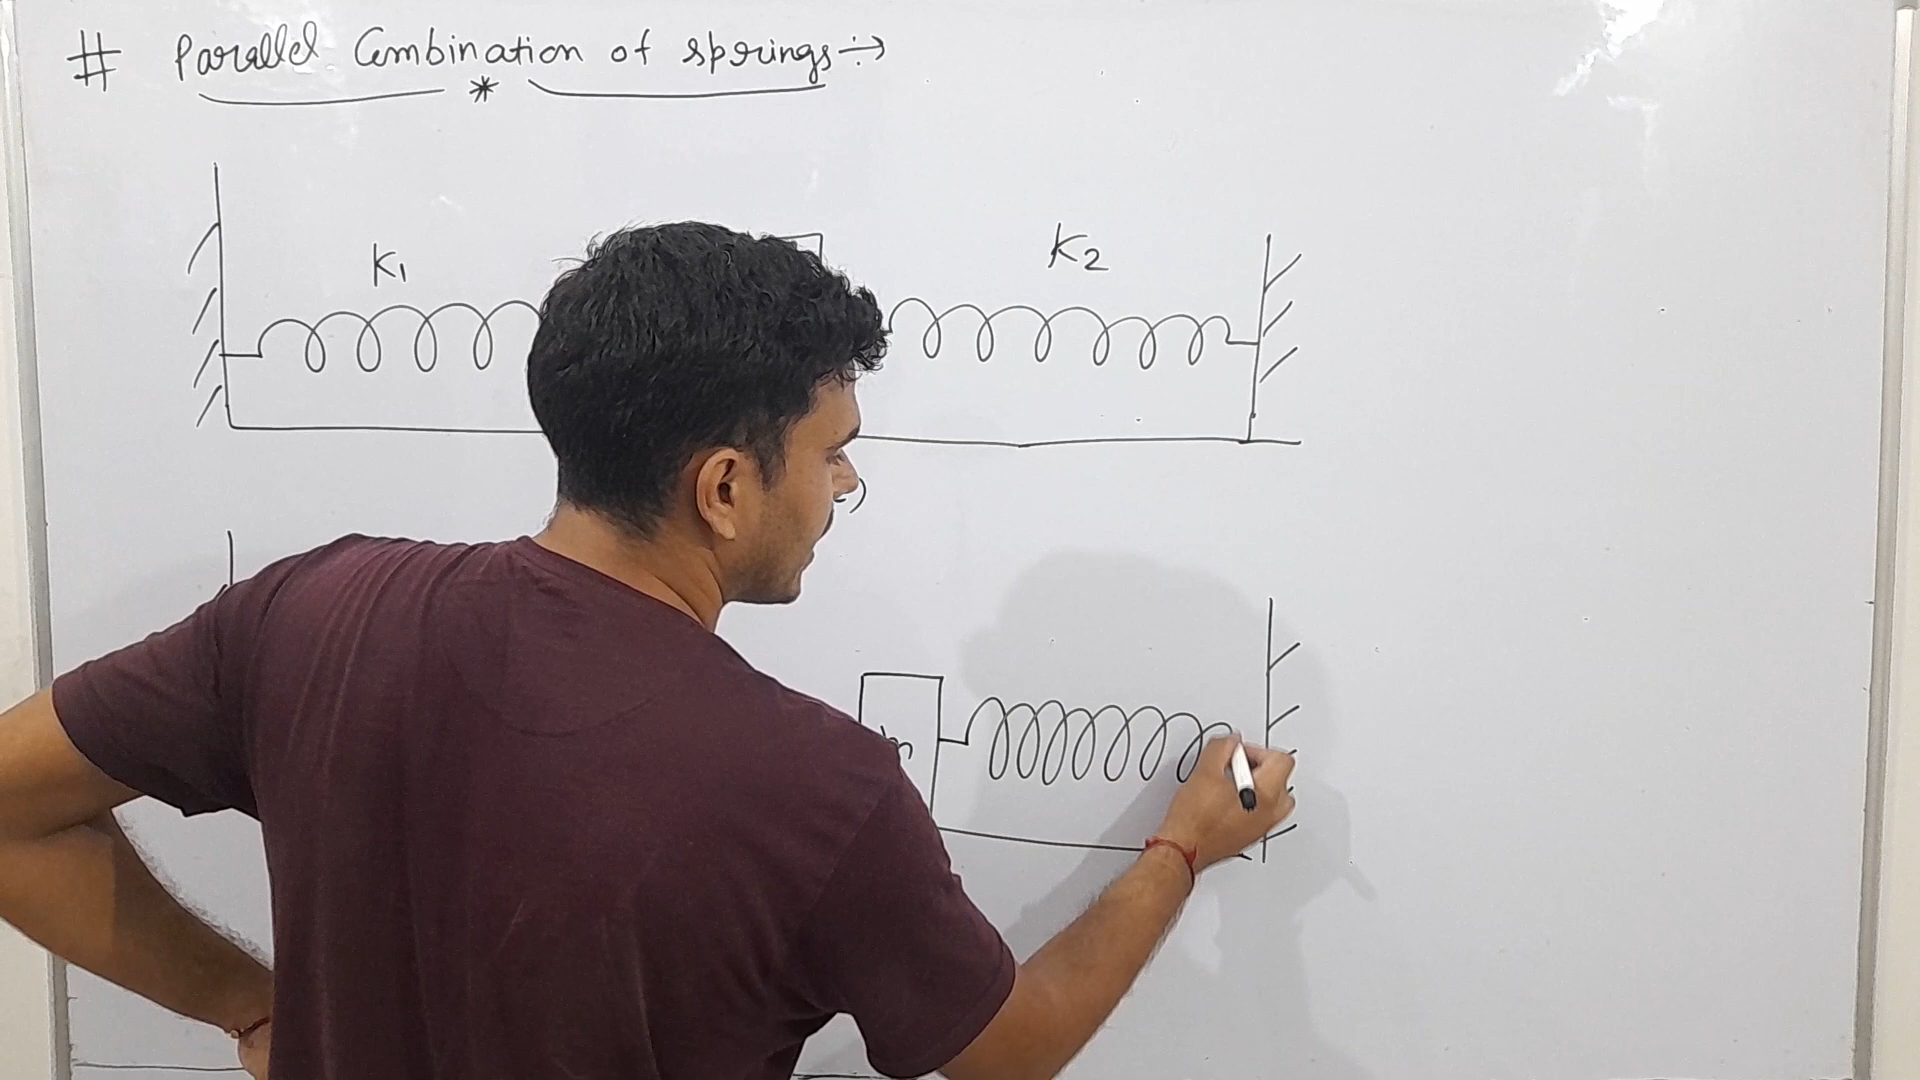 # Parallel Combination of springs÷→
*
K₁ K₂
m